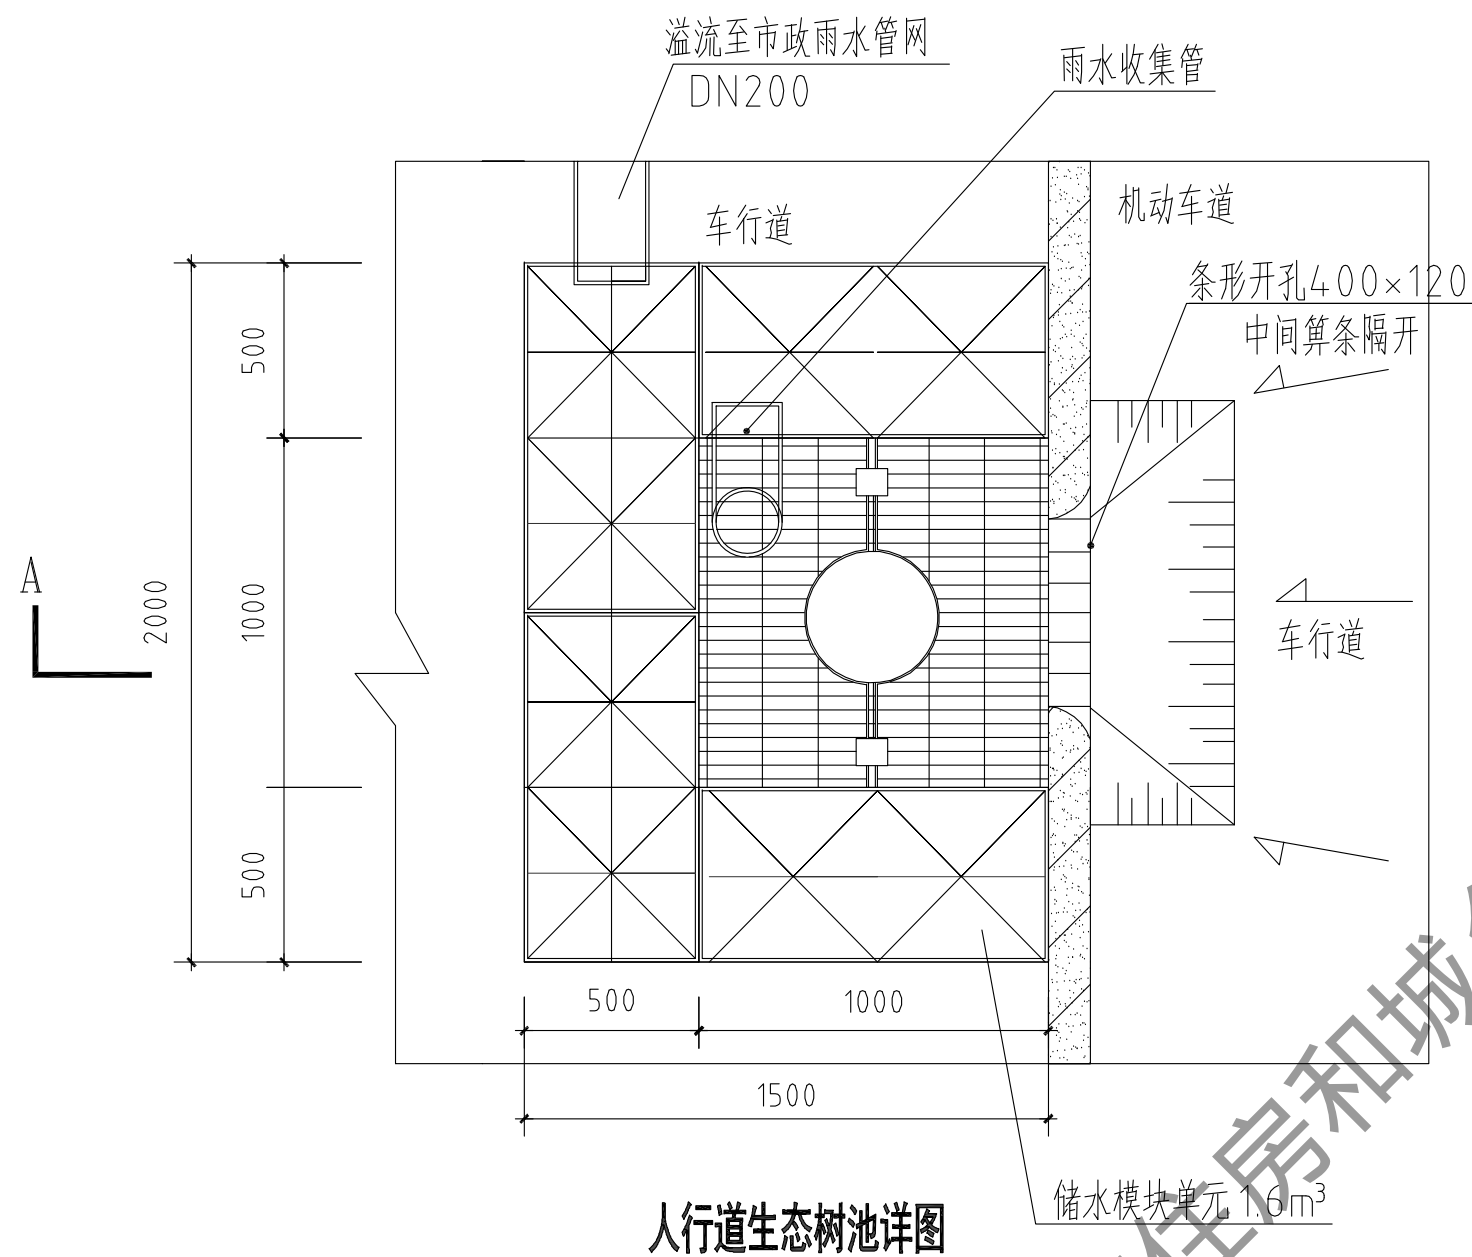 溢流至市政雨水管网
DN200
雨水收集管
机动车道
车行道
条形开孔400×120
中间箅条隔开
500
A
2000
1000
车行道
500
500
1000
1500
储水模块单元 1.6m³
人行道生态树池详图
住房和城